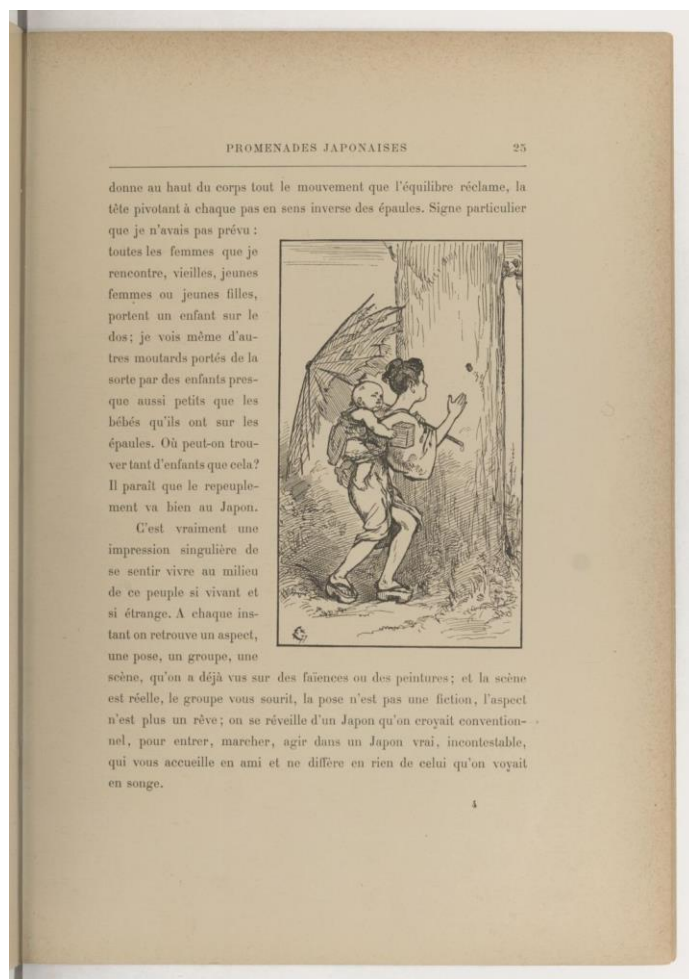 PROMENADES JAPONAISES 25
donne au haut du corps tout le mouvement que l'équilibre réclame, la
tête pivotant à chaque pas en sens inverse des épaules. Signe particulier
que je n'avais pas prévu :
toutes les femmes que je
rencontre, vieilles, jeunes
femmes ou jeunes filles,
portent un enfant sur le
dos; je vois même d'au-
tres moutards portés de la
sorte par des enfants pres-
que aussi petits que les
bébés qu'ils ont sur les
épaules. Où peut-on trou-
ver tant d'enfants que cela?
Il paraît que le repeuple-
ment va bien au Japon.
C'est vraiment une
impression singulière de
se sentir vivre au milieu
de ce peuple si vivant et
si étrange. A chaque ins-
tant on retrouve un aspect,
une pose, un groupe, une
scène, qu'on a déjà vus sur des faïences ou des peintures; et la scène
est réelle, le groupe vous sourit, la pose n'est pas une fiction, l'aspect
n'est plus un rêve; on se réveille d'un Japon qu'on croyait convention-
nel, pour entrer, marcher, agir dans un Japon vrai, incontestable,
qui vous accueille en ami et ne diffère en rien de celui qu'on voyait
en songe.
4